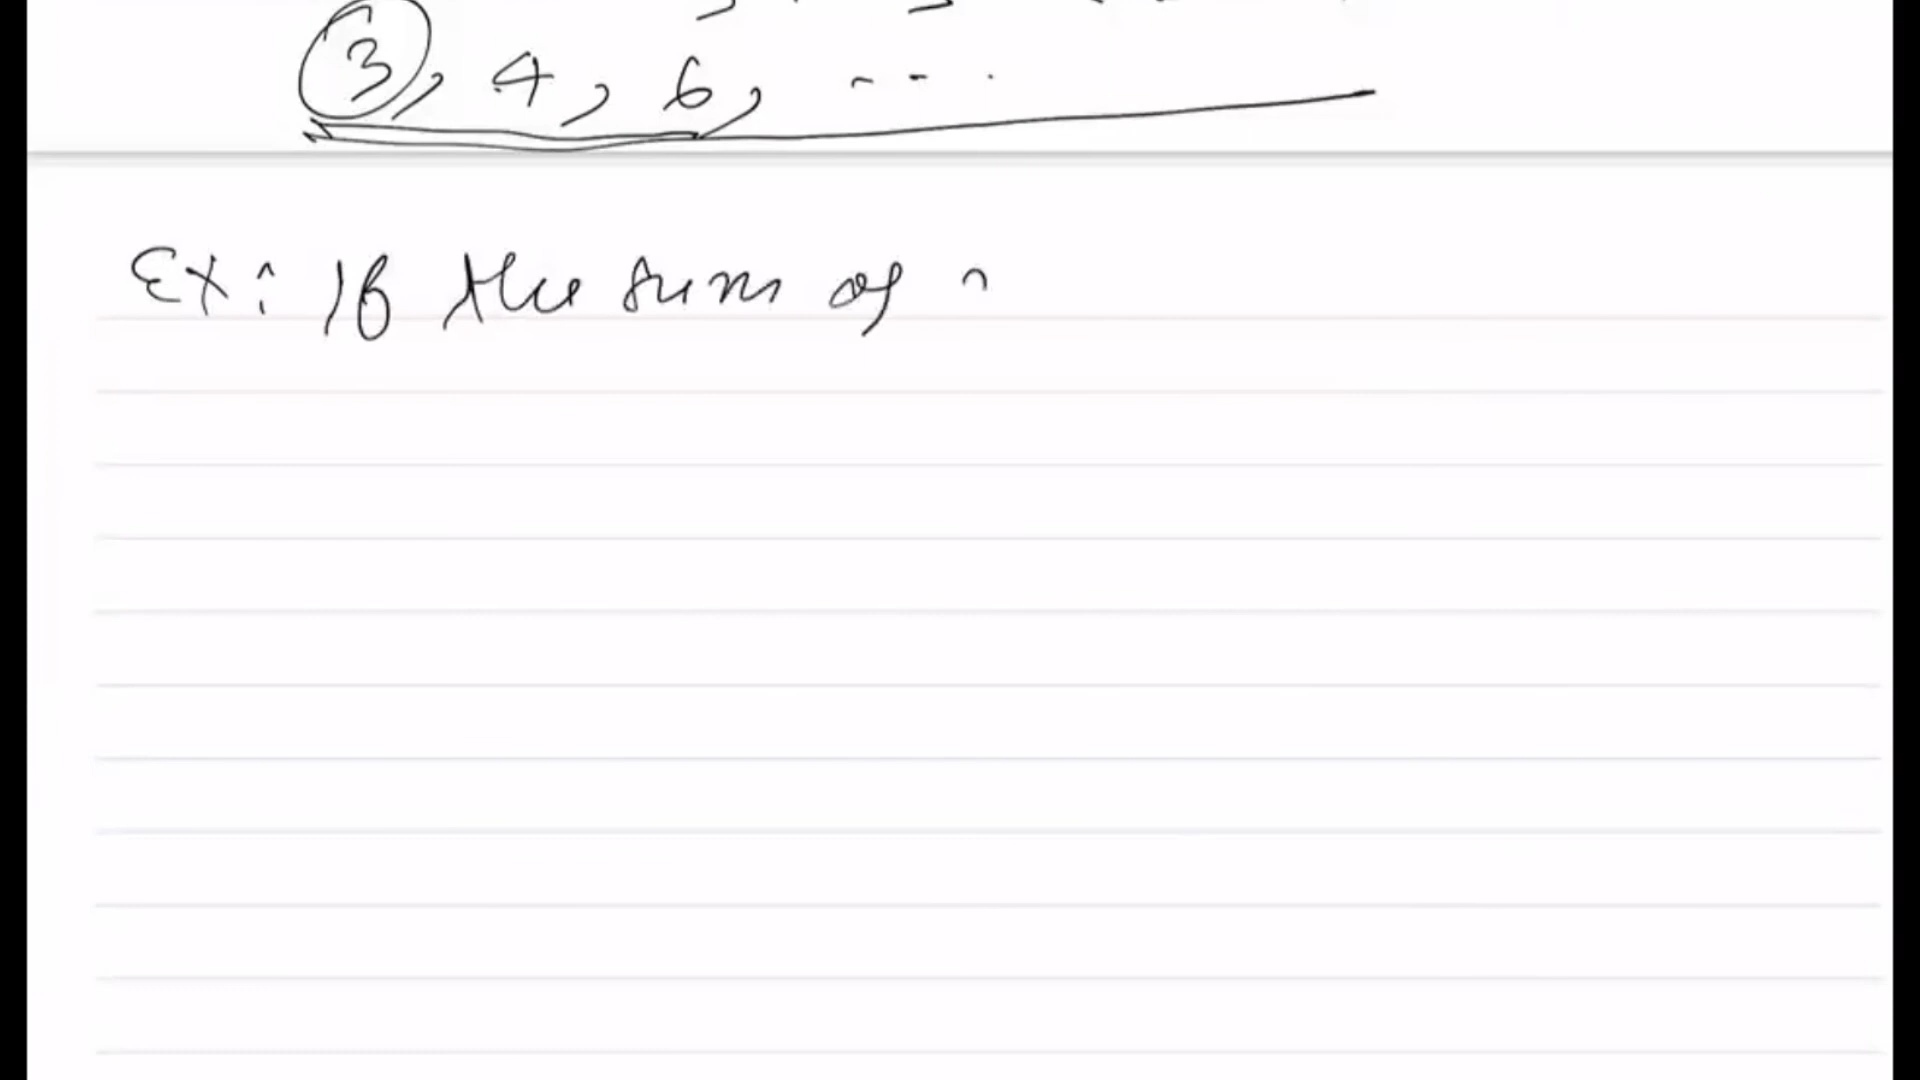 3, 4, 6, ...
Ex: If the sum of